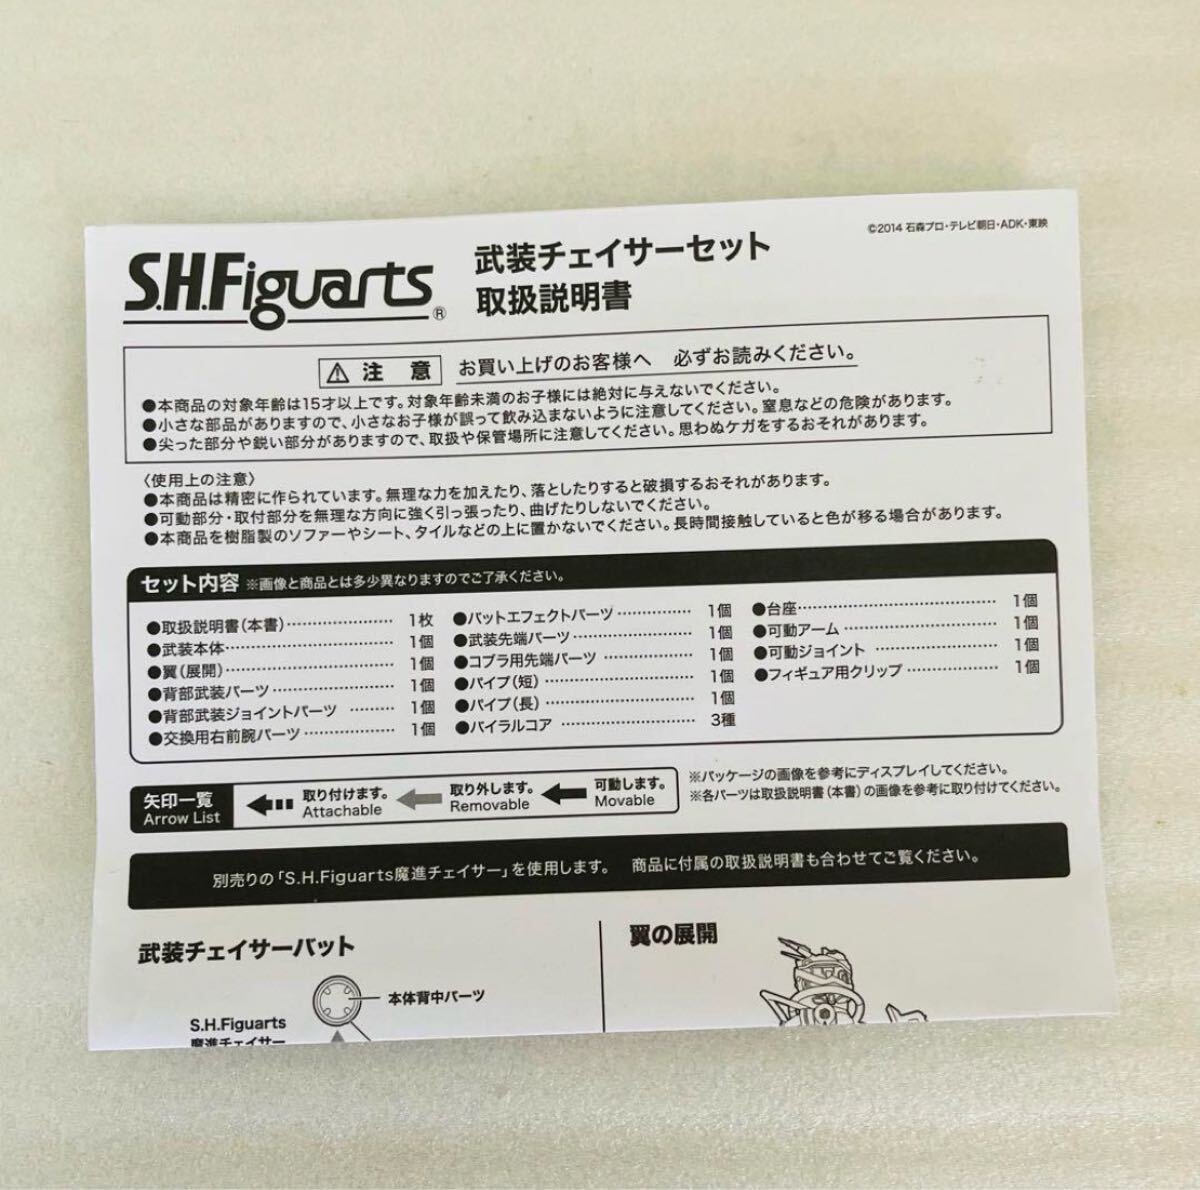 S.H.Figuarts®
武装チェイサーセット
取扱説明書
©2014 石森プロ・テレビ朝日・ADK・東映
注 意 お買い上げのお客様へ 必ずお読みください。
●本商品の対象年齢は15才以上です。対象年齢未満のお子様には絶対に与えないでください。
●小さな部品がありますので、小さなお子様が誤って飲み込まないように注意してください。窒息などの危険があります。
●尖った部分や鋭い部分がありますので、取扱や保管場所に注意してください。思わぬケガをするおそれがあります。
〈使用上の注意〉
●本商品は精密に作られています。無理な力を加えたり、落としたりすると破損するおそれがあります。
●可動部分・取付部分を無理な方向に強く引っ張ったり、曲げたりしないでください。
●本商品を樹脂製のソファーやシート、タイルなどの上に置かないでください。長時間接触していると色が移る場合があります。
セット内容 ※画像と商品とは多少異なりますのでご了承ください。
●取扱説明書(本書)…………………1枚
●武装本体…………………1個
●翼(展開)…………………1個
●背部武装パーツ…………………1個
●背部武装ジョイントパーツ………1個
●交換用右前腕パーツ………………1個
●バットエフェクトパーツ……………1個
●武装先端パーツ…………………1個
●コブラ用先端パーツ………………1個
●パイプ(短)…………………1個
●パイプ(長)…………………1個
●バイラルコア…………………3種
●台座…………………1個
●可動アーム…………………1個
●可動ジョイント…………………1個
●フィギュア用クリップ………………1個
矢印一覧
Arrow List
取り付けます。
Attachable
取り外します。
Removable
可動します。
Movable
※パッケージの画像を参考にディスプレイしてください。
※各パーツは取扱説明書(本書)の画像を参考に取り付けてください。
別売りの「S.H.Figuarts魔進チェイサー」を使用します。 商品に付属の取扱説明書も合わせてご覧ください。
武装チェイサーバット
本体背中パーツ
S.H.Figuarts
魔進チェイサー
翼の展開